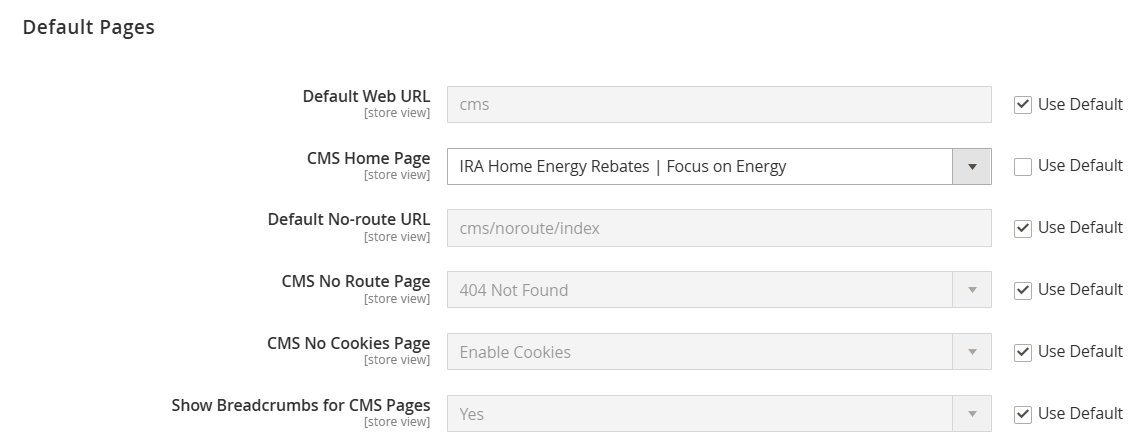 Default Pages
Default Web URL
[store view]
cms
Use Default
CMS Home Page
[store view]
IRA Home Energy Rebates | Focus on Energy
Use Default
Default No-route URL
[store view]
cms/noroute/index
Use Default
CMS No Route Page
[store view]
404 Not Found
Use Default
CMS No Cookies Page
[store view]
Enable Cookies
Use Default
Show Breadcrumbs for CMS Pages
[store view]
Yes
Use Default